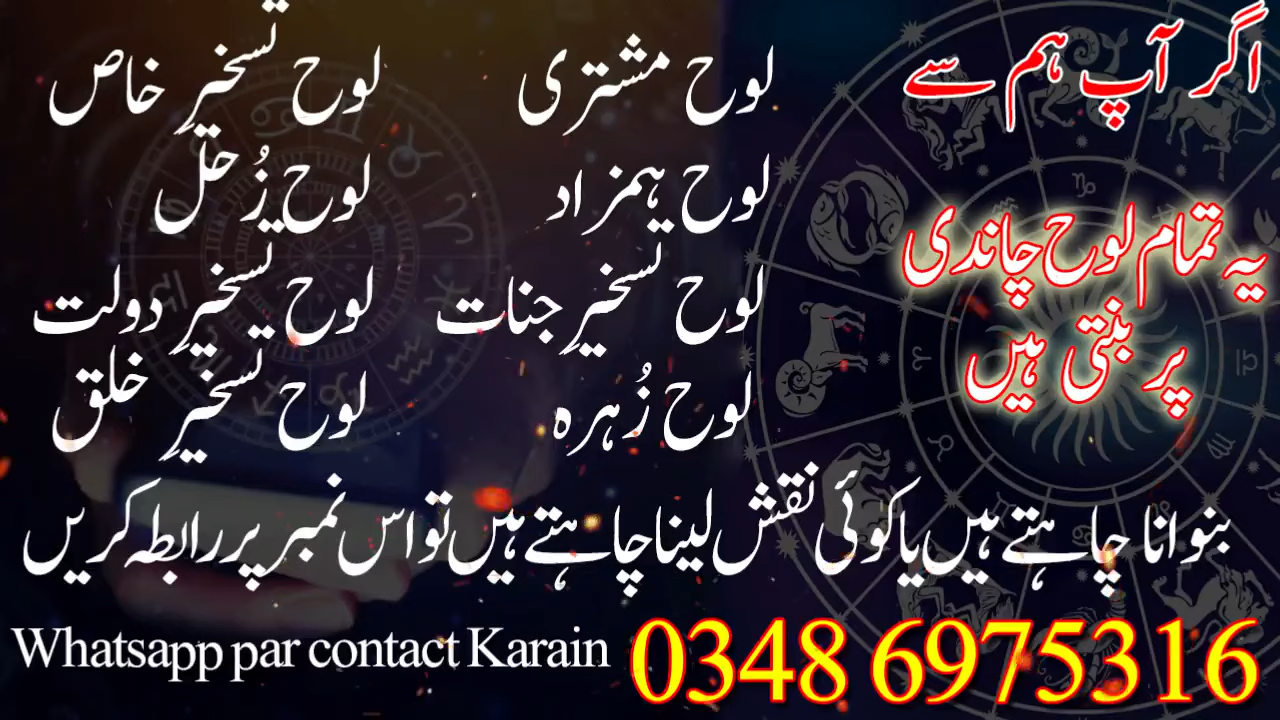 اگر آپ ہم سے
لوح مشتری
لوح تسخیرِ خاص
لوح ہمزاد
لوح زُحل
لوح تسخیرِ جنات
لوح تسخیرِ دولت
لوح زُہرہ
لوح تسخیرِ خلق
یہ تمام لوح چاندی
پر بنتی ہیں
بنوانا چاہتے ہیں یا کوئی نقش لینا چاہتے ہیں تو اس نمبر پر رابطہ کریں
Whatsapp par contact Karain 0348 6975316